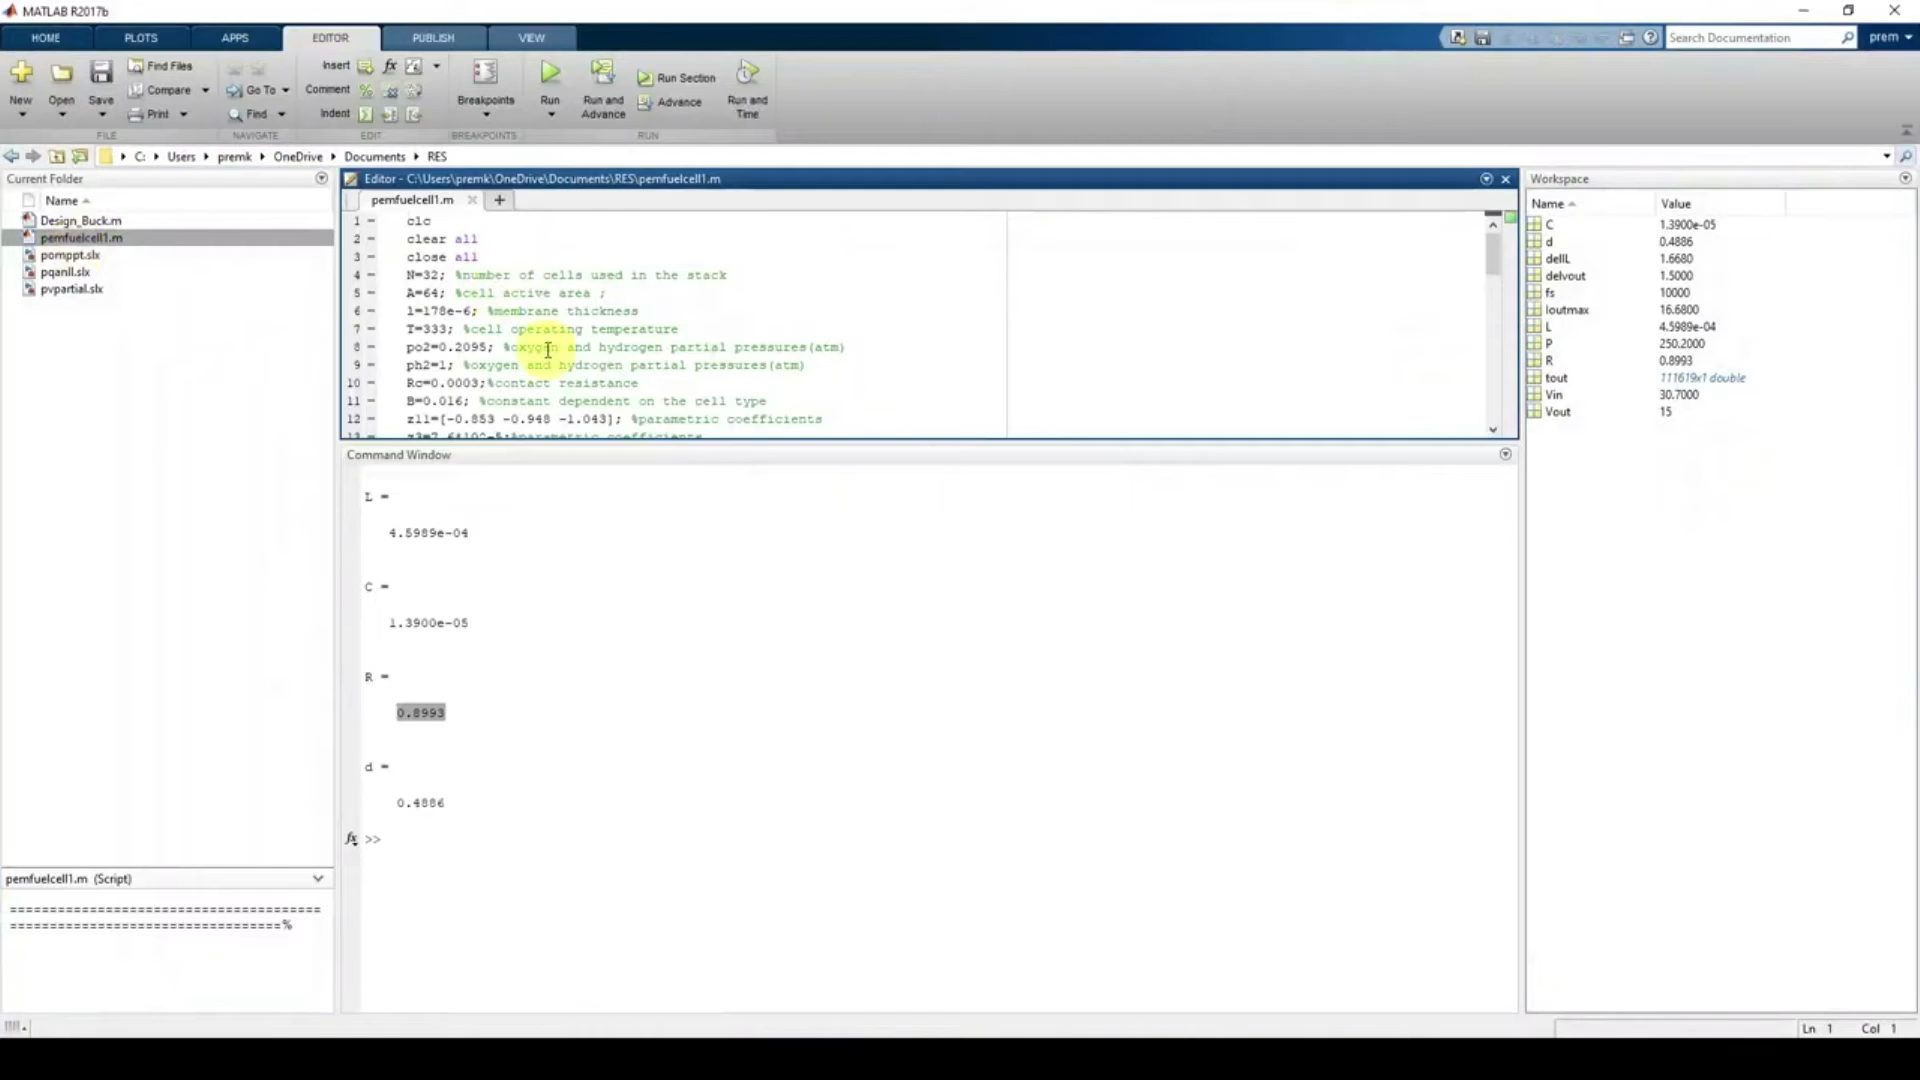 MATLAB R2017b
HOME PLOTS APPS EDITOR PUBLISH VIEW
Search Documentation prem
New Open Save Find Files Compare Print Go To Find Insert fx Comment Indent Breakpoints Run Run and Advance Run Section Advance Run and Time
FILE NAVIGATE EDIT BREAKPOINTS RUN
C: Users premk OneDrive Documents RES
Current Folder
Name
Design_Buck.m
pemfuelcell1.m
pomppt.slx
pqanll.slx
pvpartial.slx
pemfuelcell1.m (Script)
=======================================
==================================%
Editor - C:\Users\premk\OneDrive\Documents\RES\pemfuelcell1.m
pemfuelcell1.m
1 - clc
2 - clear all
3 - close all
4 - N=32; %number of cells used in the stack
5 - A=64; %cell active area ;
6 - l=178e-6; %membrane thickness
7 - T=333; %cell operating temperature
8 - po2=0.2095; %oxygen and hydrogen partial pressures(atm)
9 - ph2=1; %oxygen and hydrogen partial pressures(atm)
10 - Rc=0.0003;%contact resistance
11 - B=0.016; %constant dependent on the cell type
12 - z11=[-0.853 -0.948 -1.043]; %parametric coefficients
Command Window
L =
4.5989e-04
C =
1.3900e-05
R =
0.8993
d =
0.4886
fx >>
Workspace
Name Value
C 1.3900e-05
d 0.4886
dellL 1.6680
delvout 1.5000
fs 10000
Ioutmax 16.6800
L 4.5989e-04
P 250.2000
R 0.8993
tout 111619x1 double
Vin 30.7000
Vout 15
Ln 1 Col 1